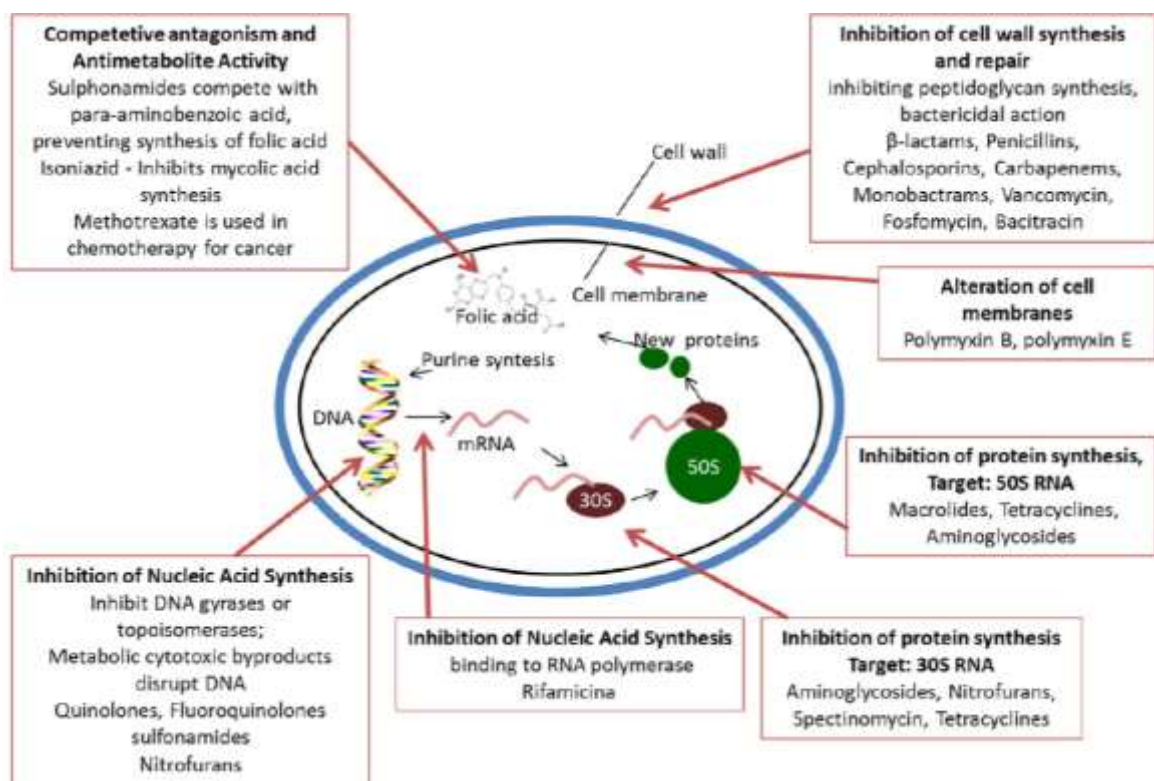 Competetive antagonism and
Antimetabolite Activity
Sulphonamides compete with
para-aminobenzoic acid,
preventing synthesis of folic acid
Isoniazid - Inhibits mycolic acid
synthesis
Methotrexate is used in
chemotherapy for cancer
Inhibition of cell wall synthesis
and repair
inhibiting peptidoglycan synthesis,
bactericidal action
β-lactams, Penicillins,
Cephalosporins, Carbapenems,
Monobactrams, Vancomycin,
Fosfomycin, Bacitracin
Cell wall
Cell membrane
Folic acid
Alteration of cell
membranes
Polymyxin B, polymyxin E
New proteins
Purine syntesis
DNA
mRNA
30S
50S
Inhibition of protein synthesis,
Target: 50S RNA
Macrolides, Tetracyclines,
Aminoglycosides
Inhibition of Nucleic Acid Synthesis
Inhibit DNA gyrases or
topoisomerases;
Metabolic cytotoxic byproducts
disrupt DNA
Quinolones, Fluoroquinolones
sulfonamides
Nitrofurans
Inhibition of Nucleic Acid Synthesis
binding to RNA polymerase
Rifamicina
Inhibition of protein synthesis
Target: 30S RNA
Aminoglycosides, Nitrofurans,
Spectinomycin, Tetracyclines